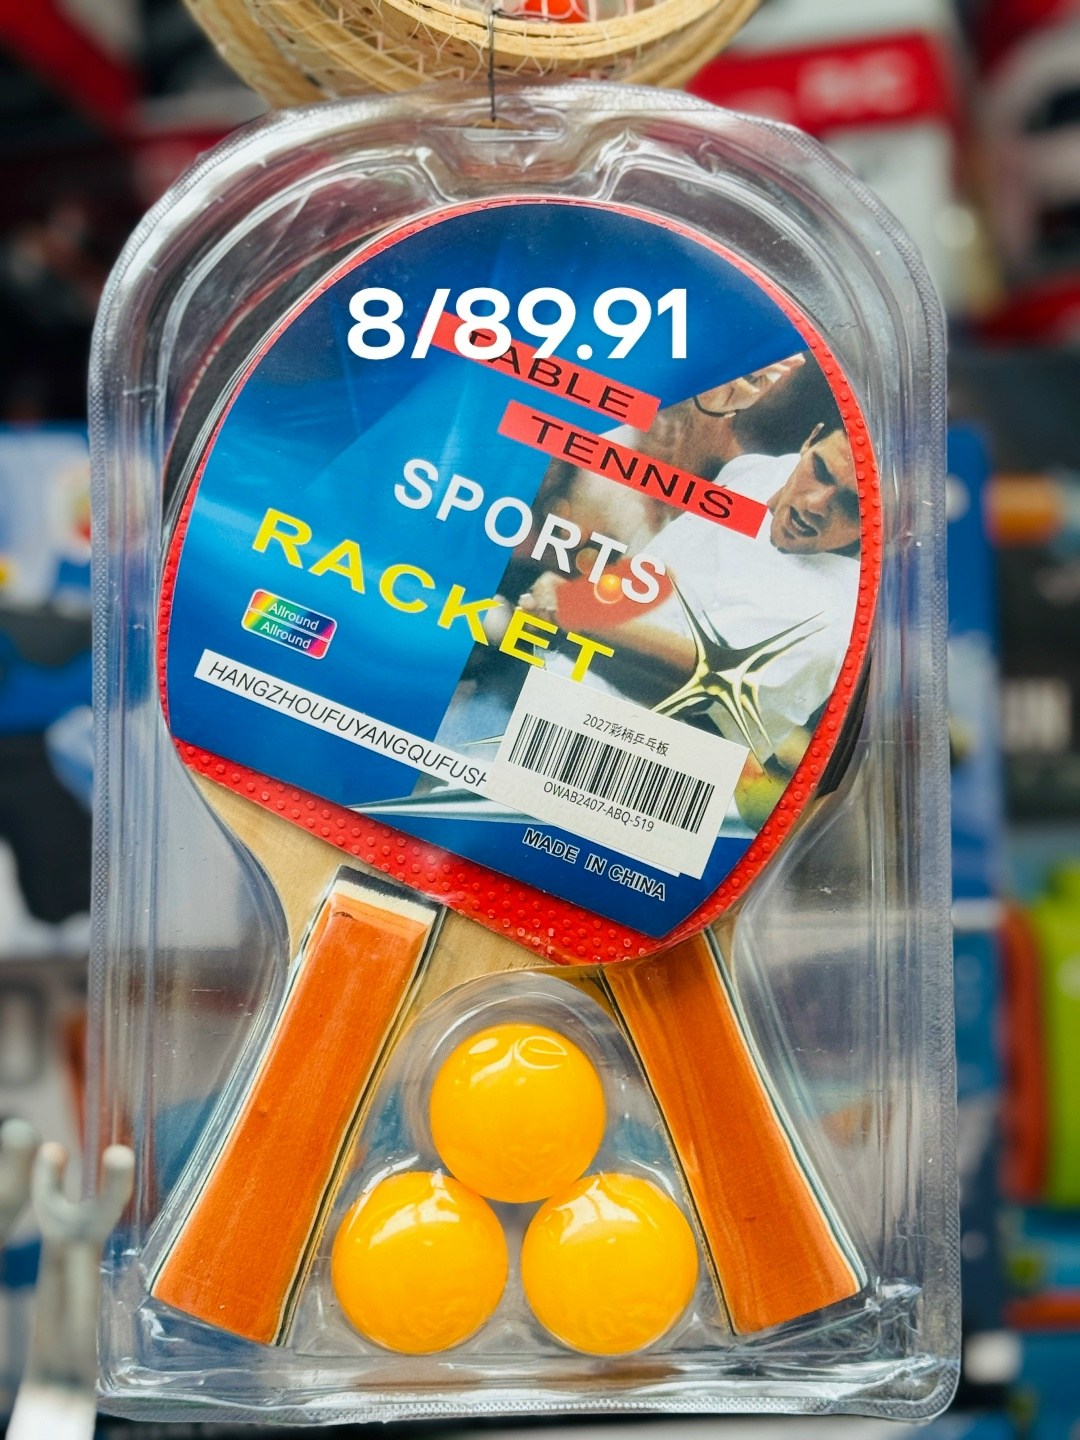 8/89.91
TABLE
TENNIS
SPORTS
RACKET
Allround
Allround
HANGZHOUFUYANGQUFUSH
2027彩柄乒乓板
OWAB2407-ABQ-519
MADE IN CHINA